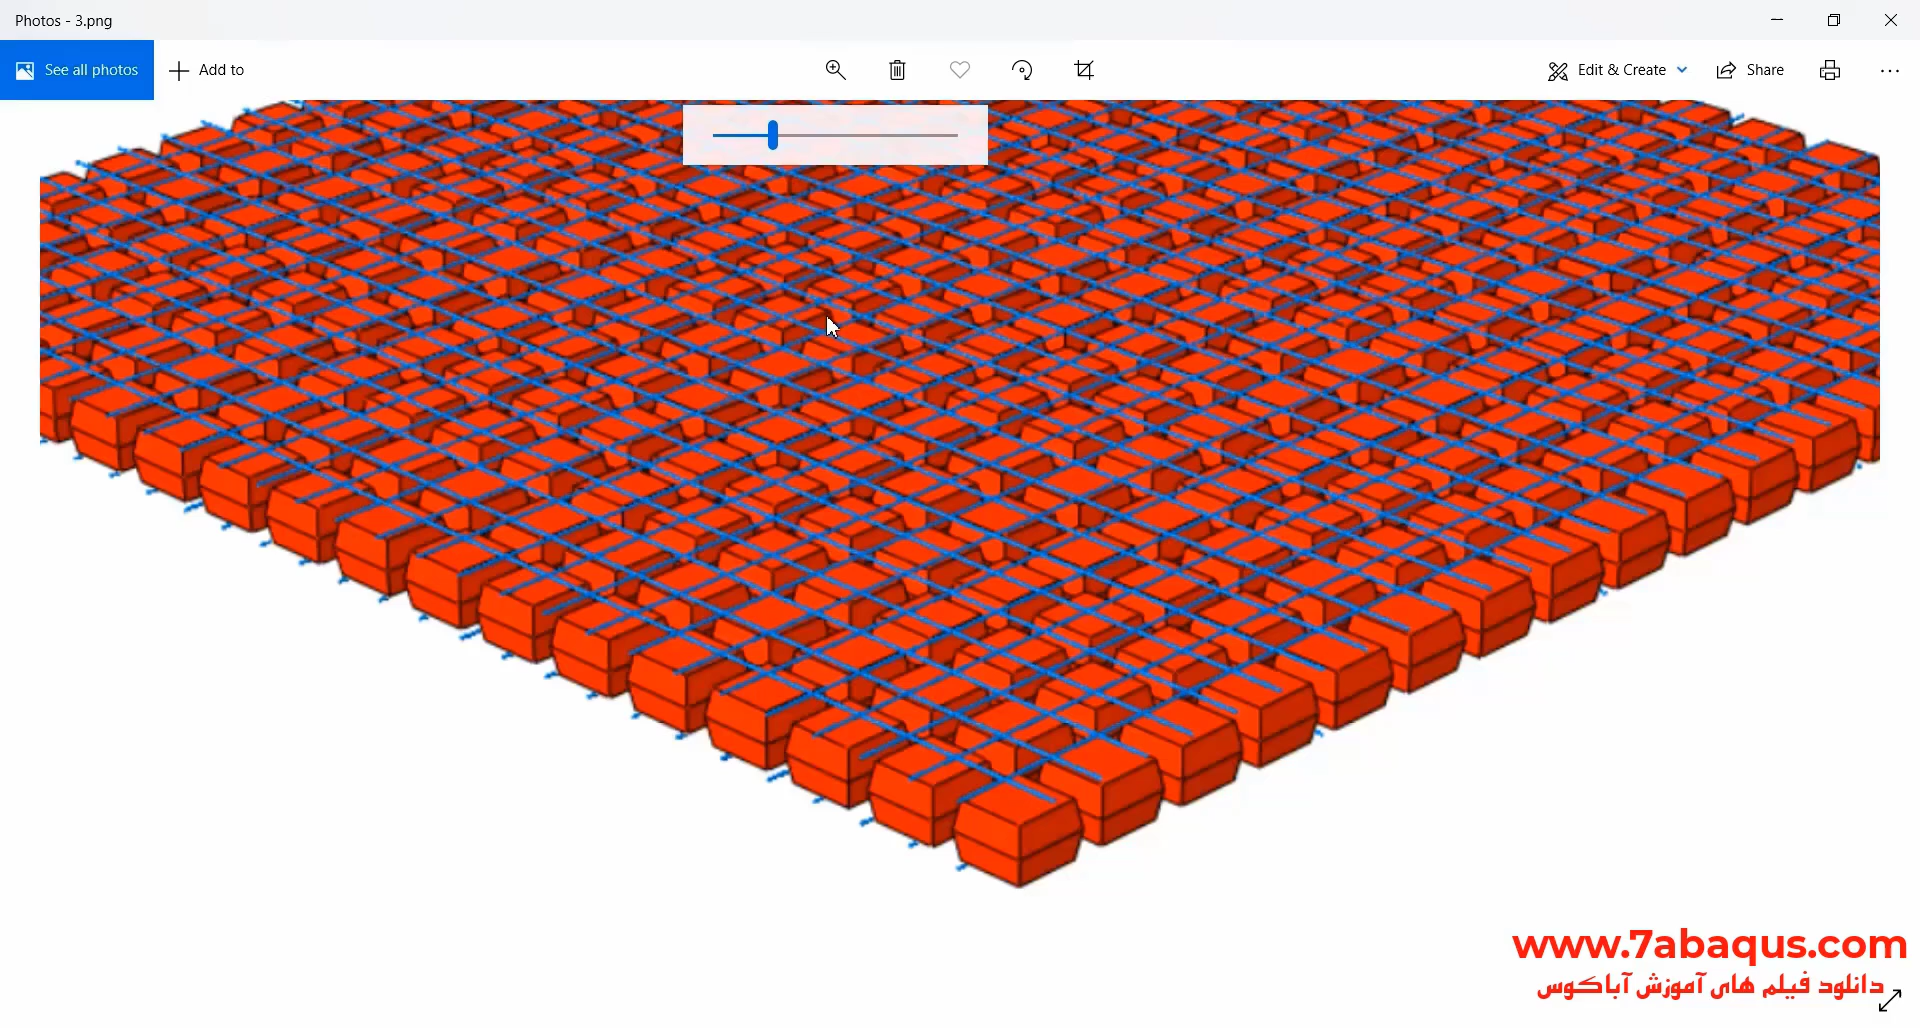 Photos - 3.png
See all photos
Add to
Edit & Create
Share
www.7abaqus.com
دانلود فیلم های آموزش آباکوس